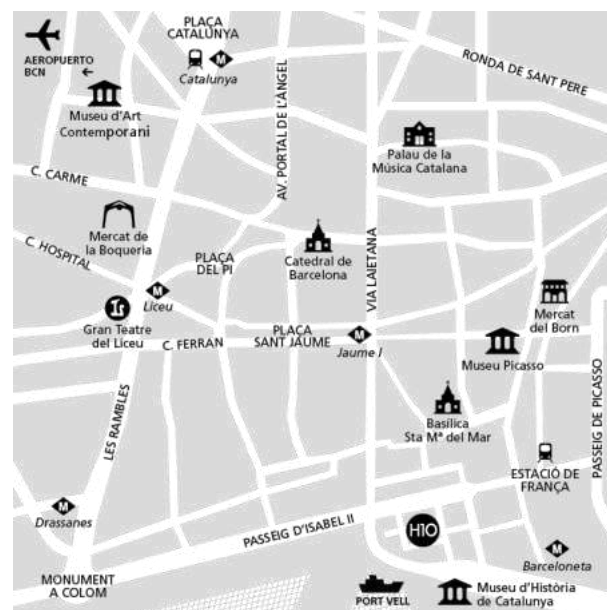 PLAÇA
CATALÚNYA
M
Catalunya
AEROPUERTO
BCN
RONDA DE SANT PERE
Museu d'Art
Contemporani
AV. PORTAL DE L'ÀNGEL
Palau de la
Música Catalana
C. CARME
Mercat de
la Boqueria
C. HOSPITAL
PLAÇA
DEL PI
Catedral de
Barcelona
VIA LAIETANA
M
Liceu
Gran Teatre
del Liceu
C. FERRAN
PLAÇA
SANT JAUME
M
Jaume I
Mercat
del Born
Museu Picasso
PASSEIG DE PICASSO
LES RAMBLES
Basílica
Sta Mª del Mar
ESTACIÓ DE
FRANÇA
M
Drassanes
PASSEIG D'ISABEL II
H10
M
Barceloneta
MONUMENT
A COLOM
PORT VELL
Museu d'Història
de Catalunya